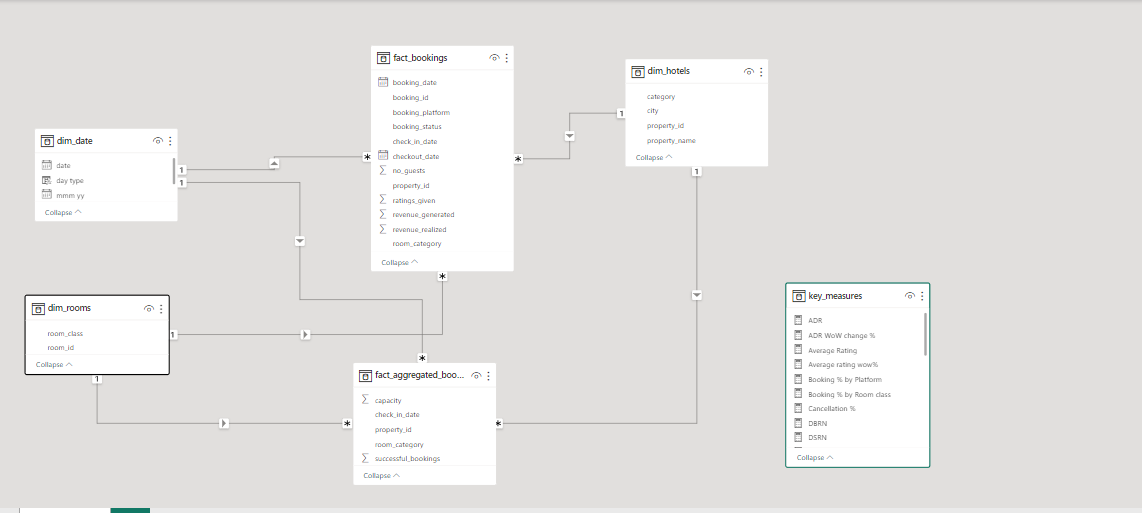 fact_bookings
booking_date
booking_id
booking_platform
booking_status
check_in_date
checkout_date
no_guests
property_id
ratings_given
revenue_generated
revenue_realized
room_category
Collapse
dim_hotels
category
city
property_id
property_name
Collapse
dim_date
date
day type
mmm yy
Collapse
1
1
*
*
1
1
*
dim_rooms
room_class
room_id
Collapse
1
1
*
*
*
fact_aggregated_boo...
capacity
check_in_date
property_id
room_category
successful_bookings
Collapse
key_measures
ADR
ADR WoW change %
Average Rating
Average rating wow%
Booking % by Platform
Booking % by Room class
Cancellation %
DBRN
DSRN
Collapse